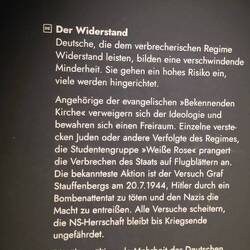 DE Der Widerstand
Deutsche, die dem verbrecherischen Regime
Widerstand leisten, bilden eine verschwindende
Minderheit. Sie gehen ein hohes Risiko ein,
viele werden hingerichtet.
Angehörige der evangelischen »Bekennenden
Kirche« verweigern sich der Ideologie und
bewahren sich einen Freiraum. Einzelne verste-
cken Juden oder andere Verfolgte des Regimes,
die Studentengruppe »Weiße Rose« prangert
die Verbrechen des Staats auf Flugblättern an.
Die bekannteste Aktion ist der Versuch Graf
Stauffenbergs am 20.7.1944, Hitler durch ein
Bombenattentat zu töten und den Nazis die
Macht zu entreißen. Alle Versuche scheitern,
die NS-Herrschaft bleibt bis Kriegsende
ungefährdet.
Mehrheit der Deutschen